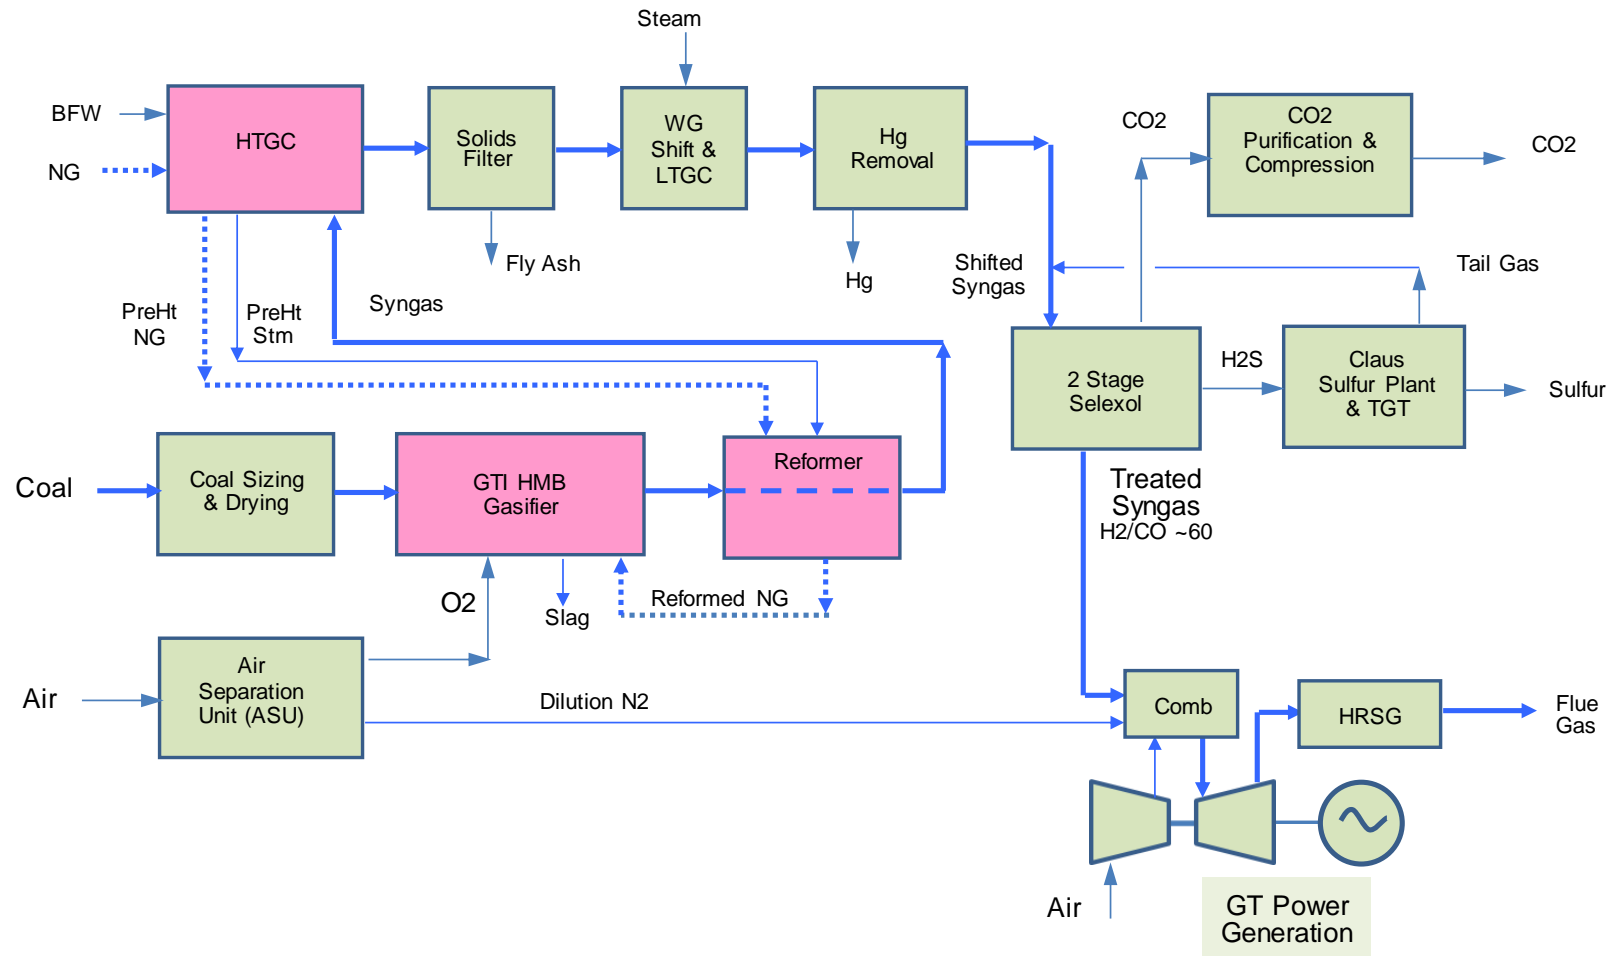 Steam
BFW
NG
HTGC
Solids
Filter
WG
Shift &
LTGC
Hg
Removal
CO2
CO2
Purification &
Compression
CO2
Fly Ash
Hg
Shifted
Syngas
Tail Gas
PreHt
NG
PreHt
Stm
Syngas
2 Stage
Selexol
H2S
Claus
Sulfur Plant
& TGT
Sulfur
Coal
Coal Sizing
& Drying
GTI HMB
Gasifier
Reformer
Treated
Syngas
H2/CO ~60
O2
Slag
Reformed NG
Air
Air
Separation
Unit (ASU)
Dilution N2
Comb
HRSG
Flue
Gas
Air
GT Power
Generation